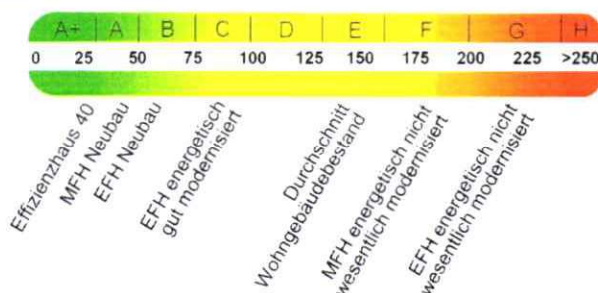 A+ A B C D E F G H
0 25 50 75 100 125 150 175 200 225 >250
Effizienzhaus 40
MFH Neubau
EFH Neubau
EFH energetisch
gut modernisiert
Durchschnitt
Wohngebäudebestand
MFH energetisch nicht
wesentlich modernisiert
EFH energetisch nicht
wesentlich modernisiert